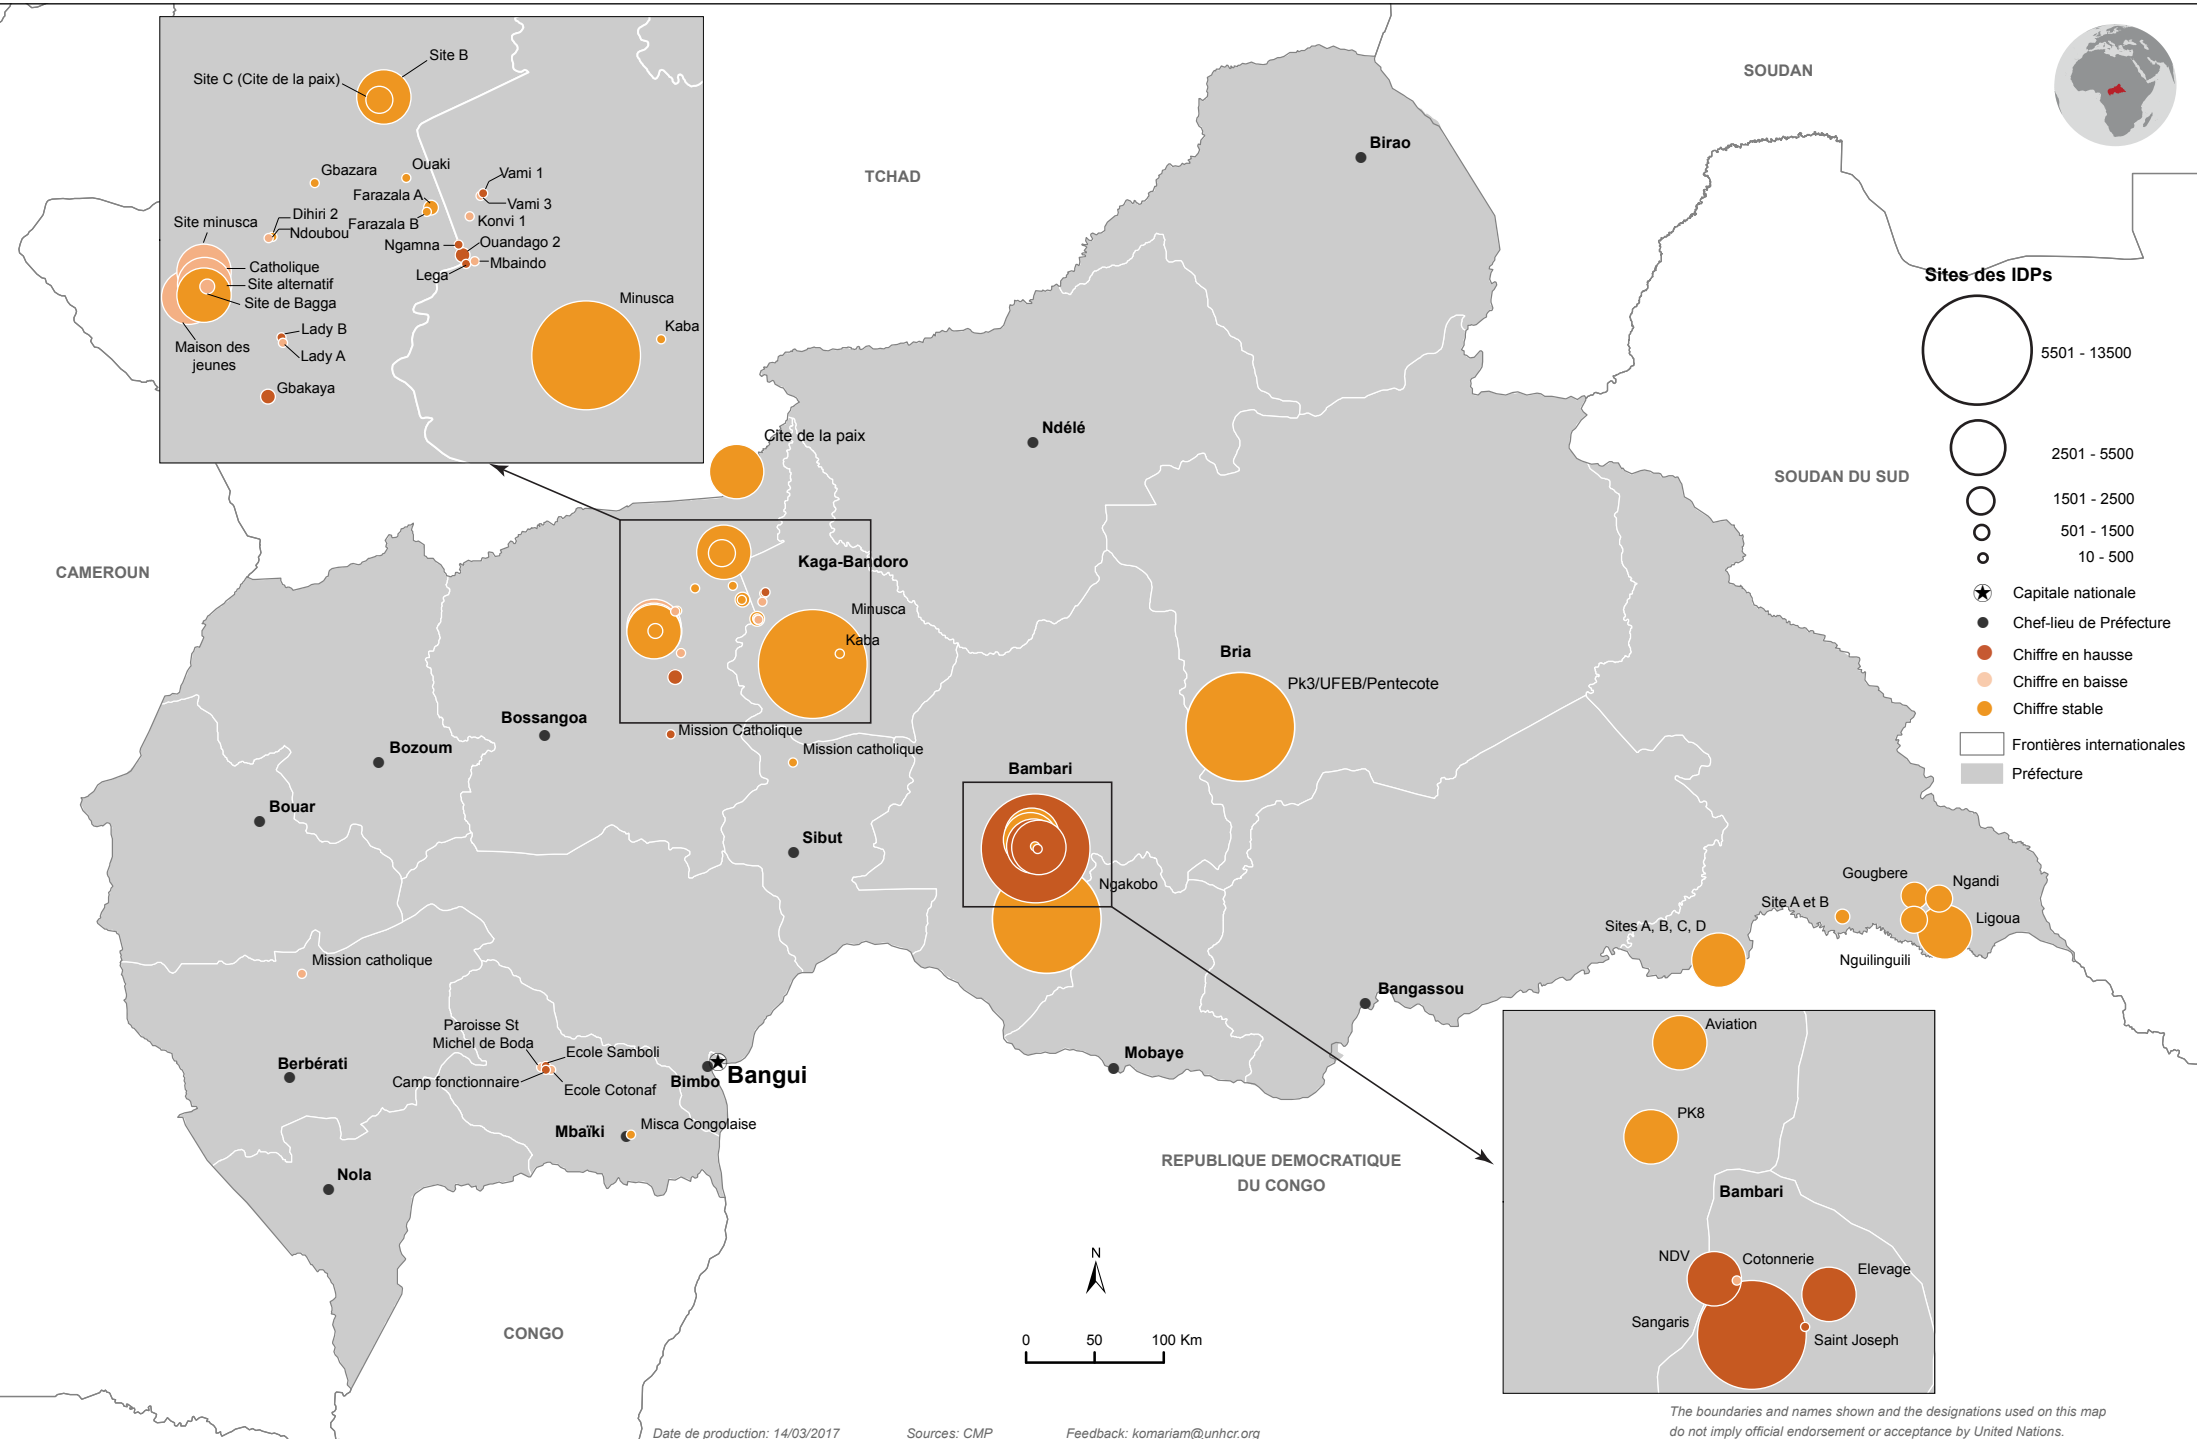 Site B
Site C (Cite de la paix)
Gbazara
Ouaki
Vami 1
Farazala A
Vami 3
Dihiri 2
Site minusca
Farazala B
Konvi 1
Ndoubou
Ngamna
Ouandago 2
Catholique
Mbaindo
Lega
Site alternatif
Site de Bagga
Minusca
Kaba
Lady B
Maison des
jeunes
Lady A
Gbakaya
SOUDAN
TCHAD
Birao
Sites des IDPs
5501 - 13500
2501 - 5500
1501 - 2500
501 - 1500
10 - 500
Capitale nationale
Chef-lieu de Préfecture
Chiffre en hausse
Chiffre en baisse
Chiffre stable
Frontières internationales
Préfecture
SOUDAN DU SUD
CAMEROUN
Cite de la paix
Ndélé
Kaga-Bandoro
Minusca
Kaba
Bria
Pk3/UFEB/Pentecote
Bossangoa
Mission Catholique
Mission catholique
Bozoum
Bambari
Bouar
Sibut
Ngakobo
Gougbere
Ngandi
Site A et B
Ligoua
Sites A, B, C, D
Nguilinguili
Mission catholique
Bangassou
Paroisse St
Michel de Boda
Ecole Samboli
Camp fonctionnaire
Ecole Cotonaf
Berbérati
Bimbo
Bangui
Mobaye
Misca Congolaise
Mbaïki
Nola
REPUBLIQUE DEMOCRATIQUE
DU CONGO
CONGO
N
0 50 100 Km
Aviation
PK8
Bambari
NDV
Cotonnerie
Elevage
Sangaris
Saint Joseph
Date de production: 14/03/2017 Sources: CMP Feedback: komariam@unhcr.org
The boundaries and names shown and the designations used on this map
do not imply official endorsement or acceptance by United Nations.